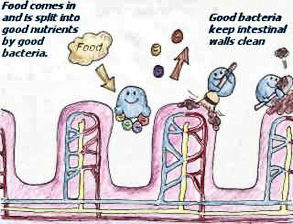 Food comes in
and is split into
good nutrients
by good
bacteria.
Food
Good bacteria
keep intestinal
walls clean